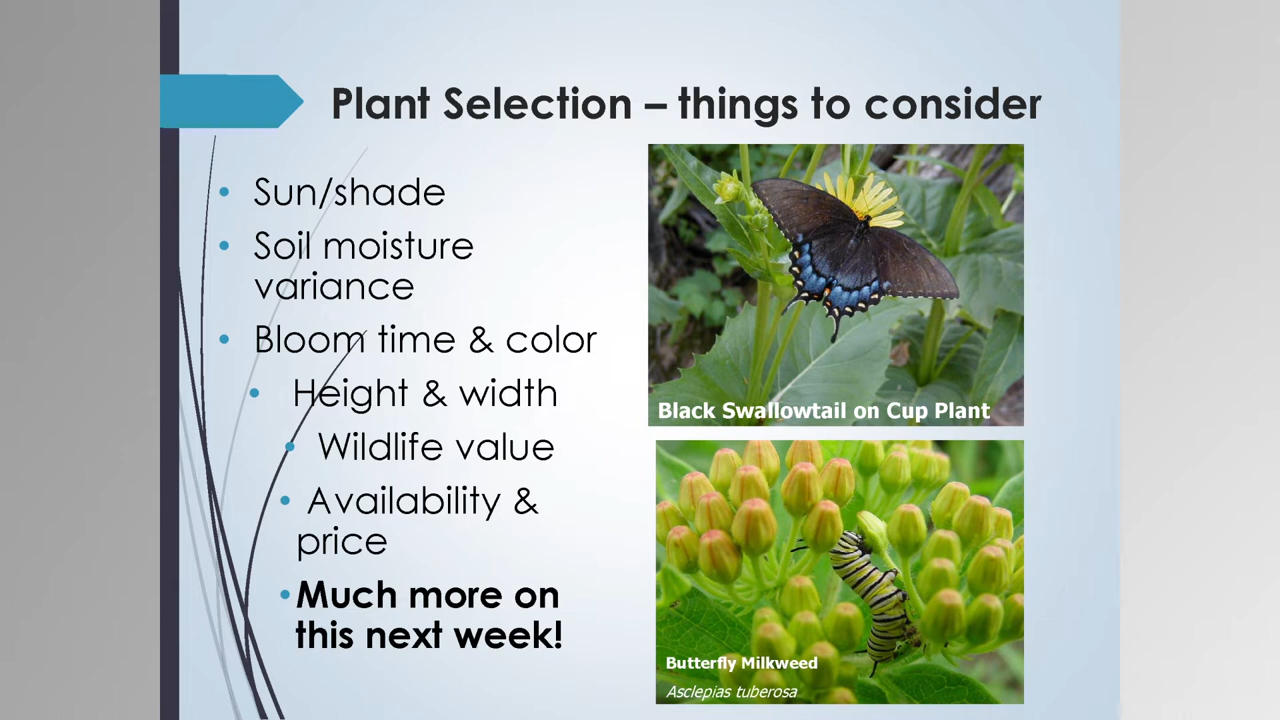 Plant Selection – things to consider
• Sun/shade
• Soil moisture
variance
• Bloom time & color
• Height & width
• Wildlife value
• Availability &
price
• Much more on
this next week!
Black Swallowtail on Cup Plant
Butterfly Milkweed
Asclepias tuberosa